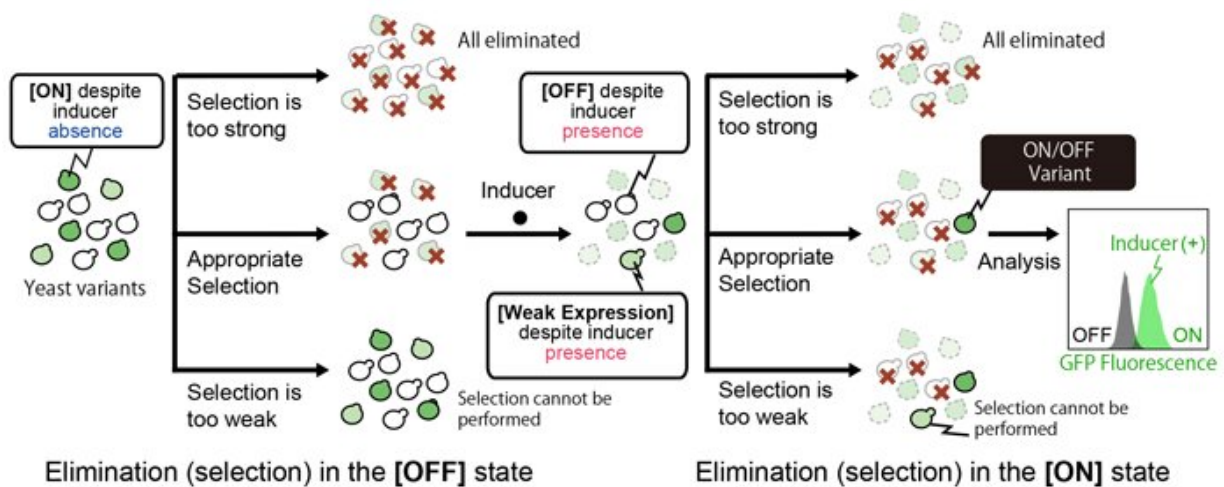 [ON] despite
inducer
absence
Yeast variants
Selection is
too strong
All eliminated
Appropriate
Selection
Selection is
too weak
Selection cannot be
performed
Inducer
[OFF] despite
inducer
presence
[Weak Expression]
despite inducer
presence
Selection is
too strong
All eliminated
Appropriate
Selection
ON/OFF
Variant
Selection is
too weak
Selection cannot be
performed
Analysis
Inducer (+)
OFF
ON
GFP Fluorescence
Elimination (selection) in the [OFF] state
Elimination (selection) in the [ON] state